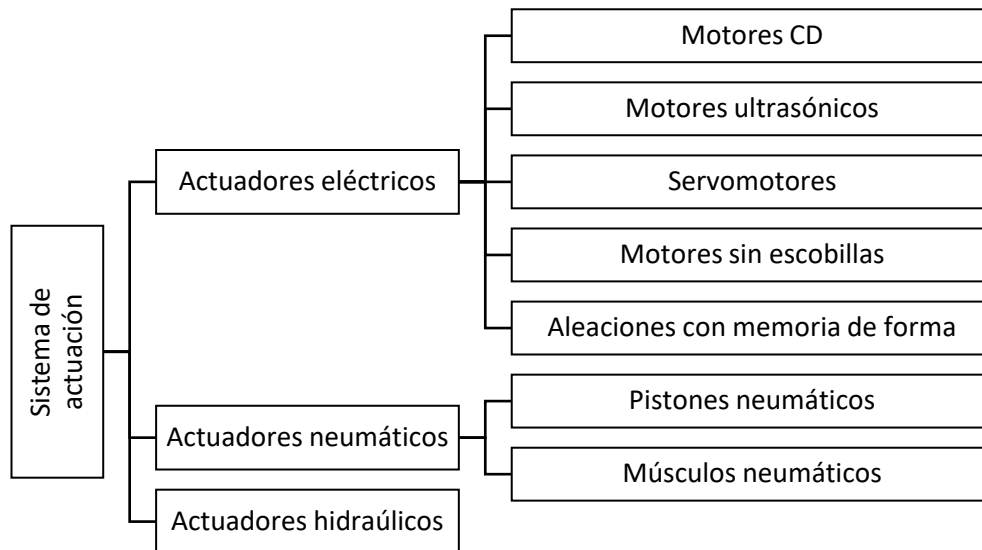 Sistema de
actuación
Actuadores eléctricos
Motores CD
Motores ultrasónicos
Servomotores
Motores sin escobillas
Aleaciones con memoria de forma
Actuadores neumáticos
Pistones neumáticos
Músculos neumáticos
Actuadores hidraúlicos